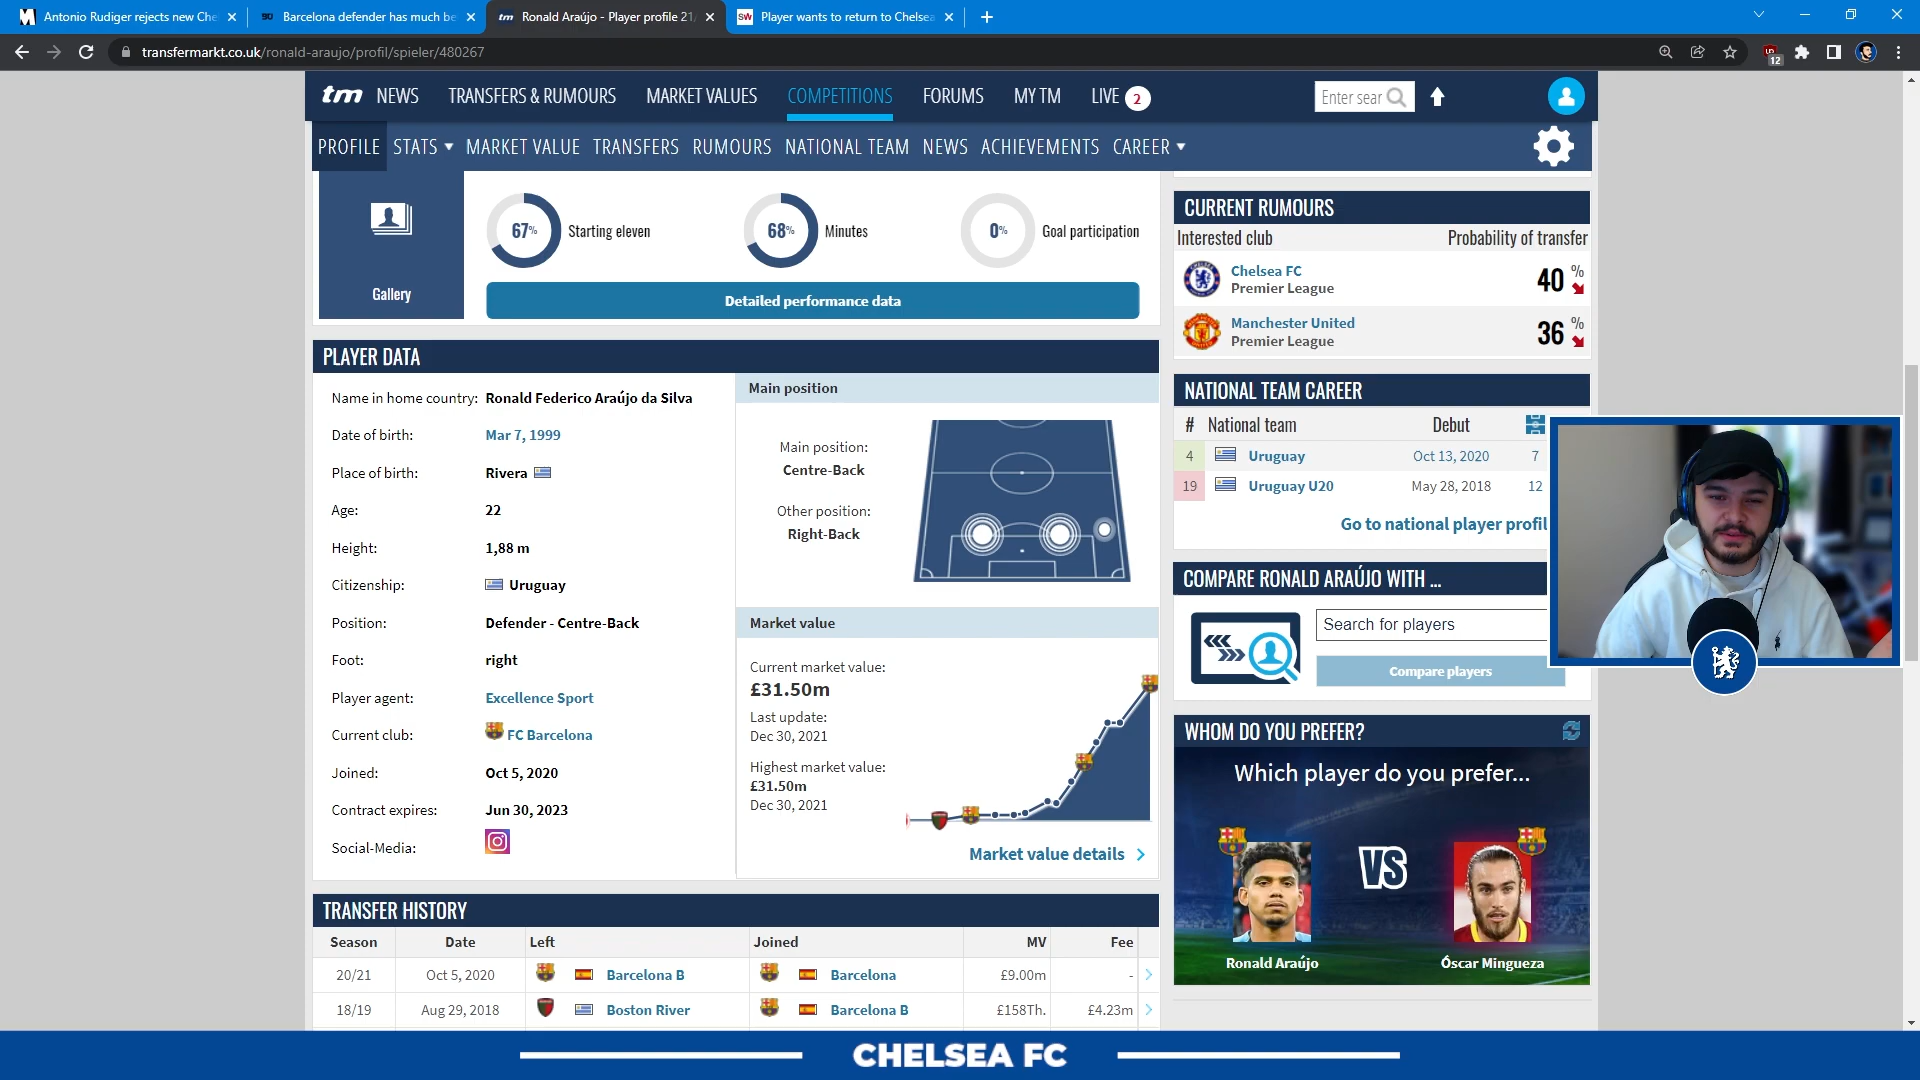 Antonio Rudiger rejects new Che
90
Barcelona defender has much be
tm
Ronald Araújo - Player profile 21/
SW
Player wants to return to Chelsea
transfermarkt.co.uk/ronald-araujo/profil/spieler/480267
12
tm
NEWS
TRANSFERS & RUMOURS
MARKET VALUES
COMPETITIONS
FORUMS
MY TM
LIVE
2
Enter sear
PROFILE
STATS
MARKET VALUE
TRANSFERS
RUMOURS
NATIONAL TEAM
NEWS
ACHIEVEMENTS
CAREER
Gallery
67%
Starting eleven
68%
Minutes
0%
Goal participation
Detailed performance data
PLAYER DATA
Name in home country: Ronald Federico Araújo da Silva
Date of birth: Mar 7, 1999
Place of birth: Rivera
Age: 22
Height: 1,88 m
Citizenship: Uruguay
Position: Defender - Centre-Back
Foot: right
Player agent: Excellence Sport
Current club: FC Barcelona
Joined: Oct 5, 2020
Contract expires: Jun 30, 2023
Social-Media:
Main position
Main position:
Centre-Back
Other position:
Right-Back
Market value
Current market value:
£31.50m
Last update:
Dec 30, 2021
Highest market value:
£31.50m
Dec 30, 2021
Market value details
TRANSFER HISTORY
Season Date Left Joined MV Fee
20/21 Oct 5, 2020 Barcelona B Barcelona £9.00m -
18/19 Aug 29, 2018 Boston River Barcelona B £158Th. £4.23m
CURRENT RUMOURS
Interested club Probability of transfer
Chelsea FC
Premier League
40 %
Manchester United
Premier League
36 %
NATIONAL TEAM CAREER
# National team Debut
4 Uruguay Oct 13, 2020 7
19 Uruguay U20 May 28, 2018 12
Go to national player profil
COMPARE RONALD ARAÚJO WITH ...
Search for players
Compare players
WHOM DO YOU PREFER?
Which player do you prefer...
VS
Ronald Araújo
Óscar Mingueza
CHELSEA FC